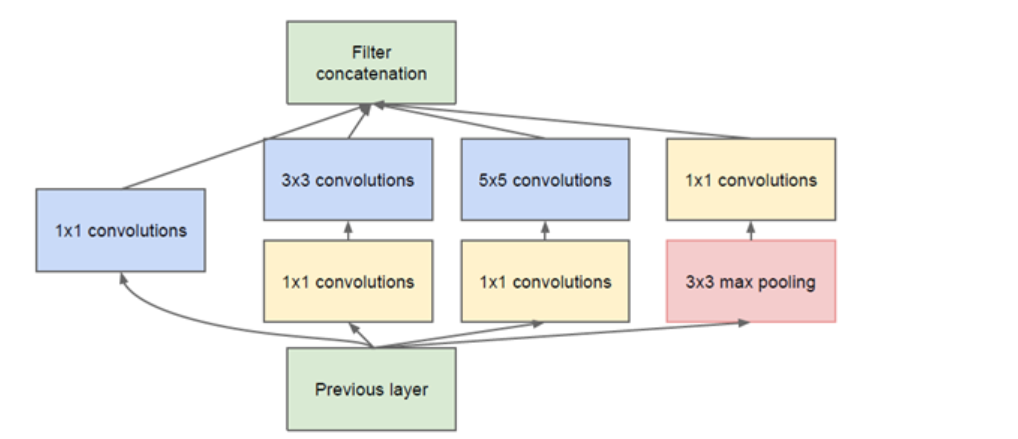 Filter
concatenation
3x3 convolutions
5x5 convolutions
1x1 convolutions
1x1 convolutions
1x1 convolutions
1x1 convolutions
3x3 max pooling
Previous layer